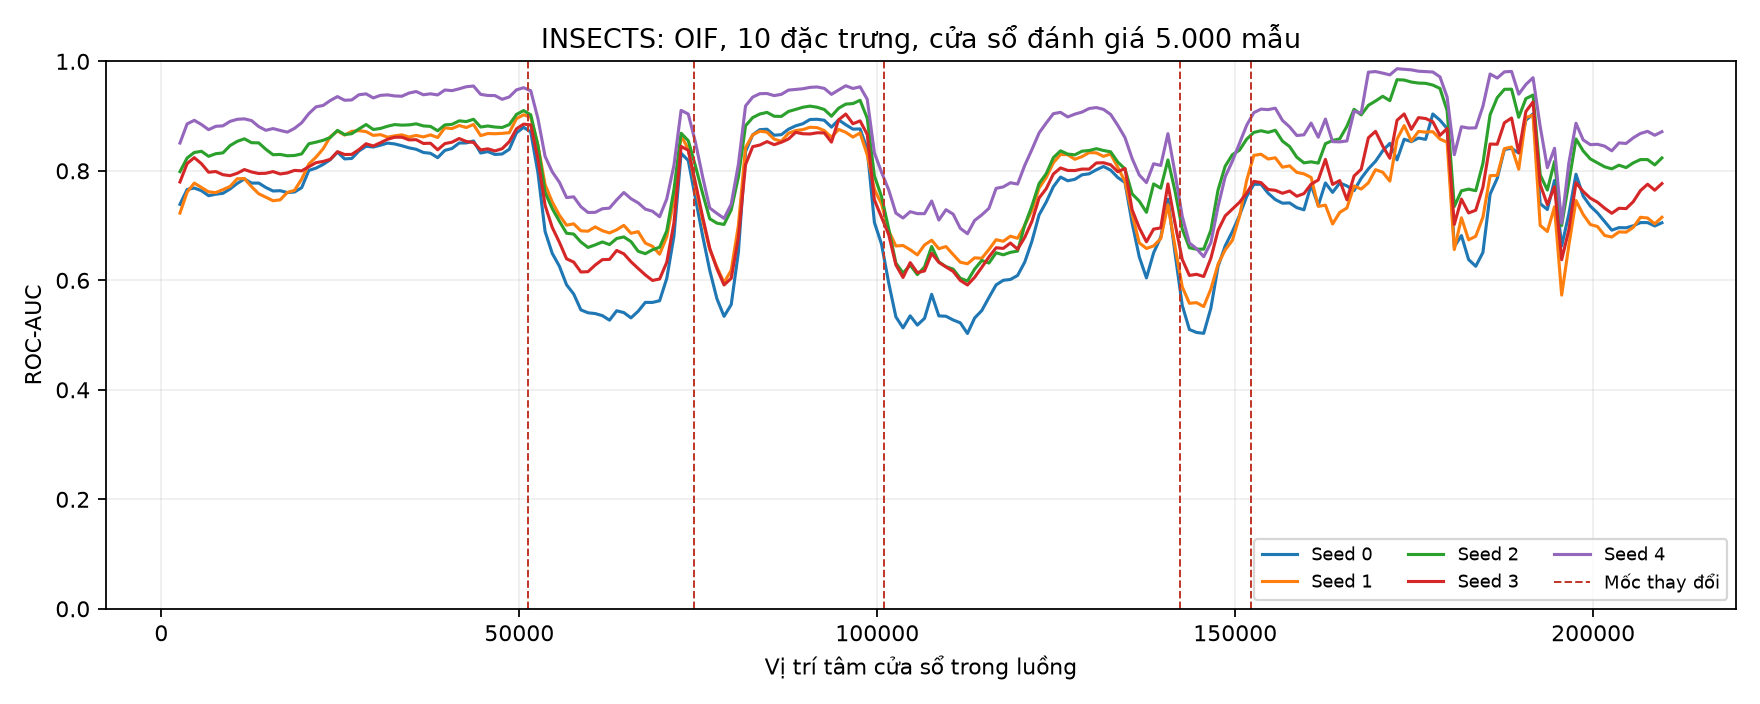 INSECTS: OIF, 10 đặc trưng, cửa sổ đánh giá 5.000 mẫu
ROC-AUC
1.0
0.8
0.6
0.4
0.2
0.0
Seed 0 Seed 2 Seed 4
Seed 1 Seed 3 Mốc thay đổi
0 50000 100000 150000 200000
Vị trí tâm cửa sổ trong luồng